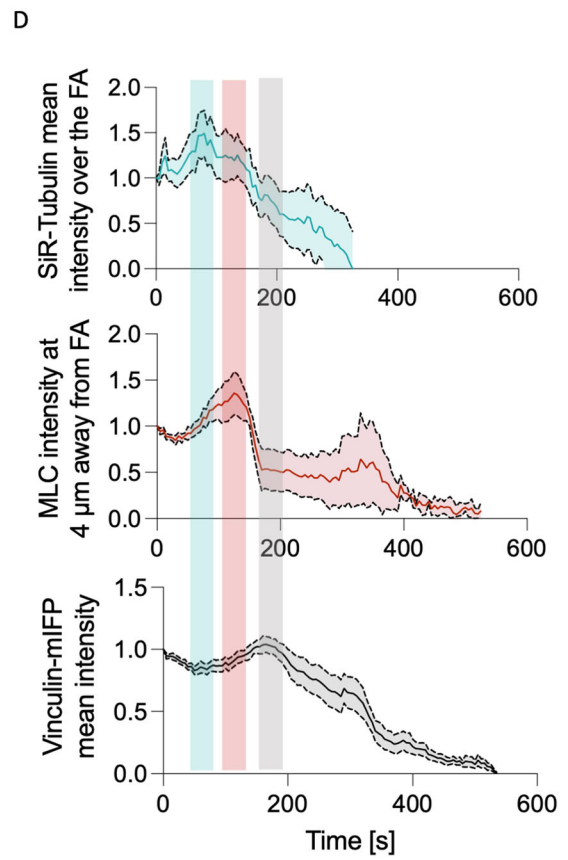 D
SiR-Tubulin mean
intensity over the FA
2.0
1.5
1.0
0.5
0.0
0 200 400 600
MLC intensity at
4 μm away from FA
2.0
1.5
1.0
0.5
0.0
0 200 400 600
Vinculin-mIFP
mean intensity
1.5
1.0
0.5
0.0
0 200 400 600
Time [s]